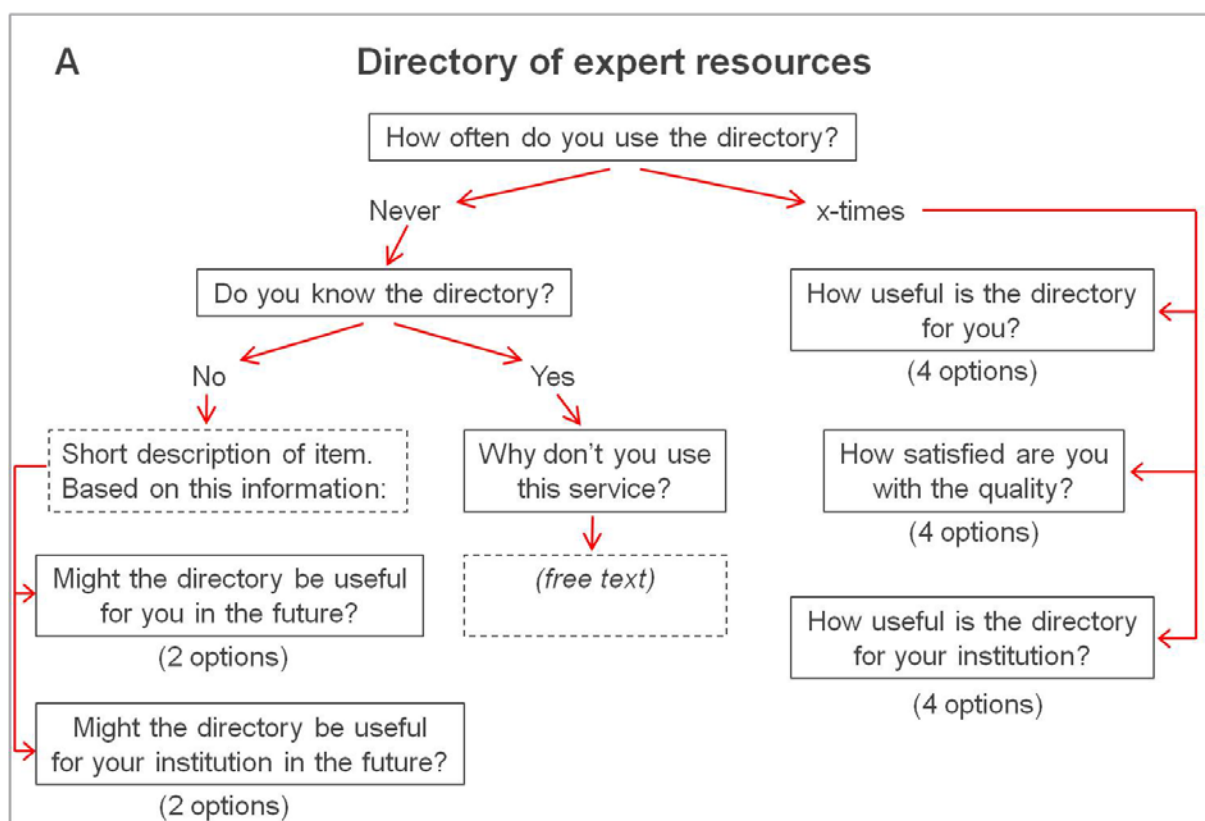 A
Directory of expert resources
How often do you use the directory?
Never
x-times
Do you know the directory?
How useful is the directory
for you?
(4 options)
No
Yes
Short description of item.
Based on this information:
Why don't you use
this service?
How satisfied are you
with the quality?
(4 options)
Might the directory be useful
for you in the future?
(2 options)
(free text)
How useful is the directory
for your institution?
(4 options)
Might the directory be useful
for your institution in the future?
(2 options)